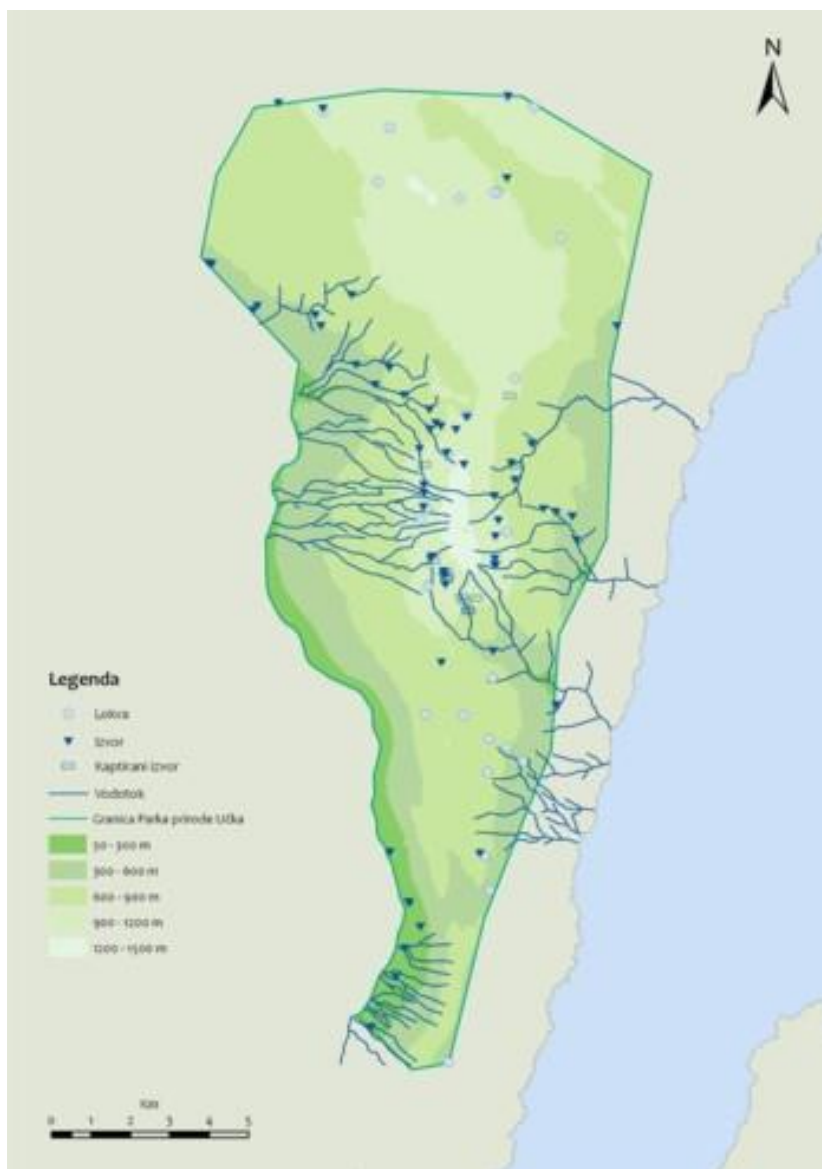 N
Legenda
Lokva
Izvor
Kaptirani izvor
Vodotok
Granica Parka prirode Učka
50 - 300 m
300 - 600 m
600 - 900 m
900 - 1200 m
1200 - 1500 m
Km
0 1 2 3 4 5